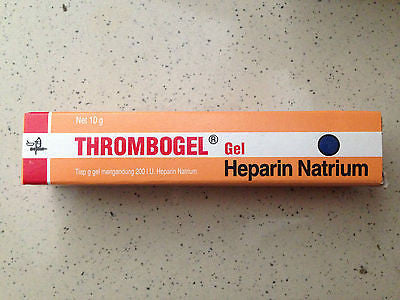 Net 10 g
THROMBOGEL® Gel
Tiap g gel mengandung 200 I.U. Heparin Natrium
Heparin Natrium